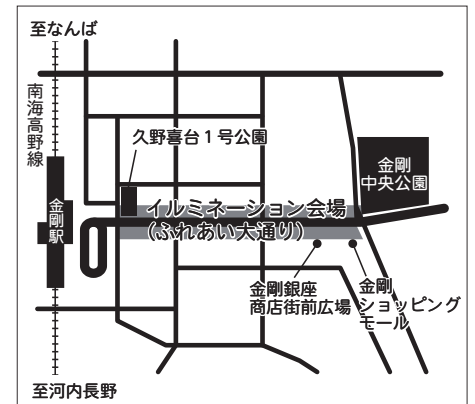 至なんば
南海高野線
久野喜台１号公園
金剛
中央公園
金剛駅
イルミネーション会場
(ふれあい大通り)
金剛銀座
商店街前広場
金剛
ショッピング
モール
至河内長野